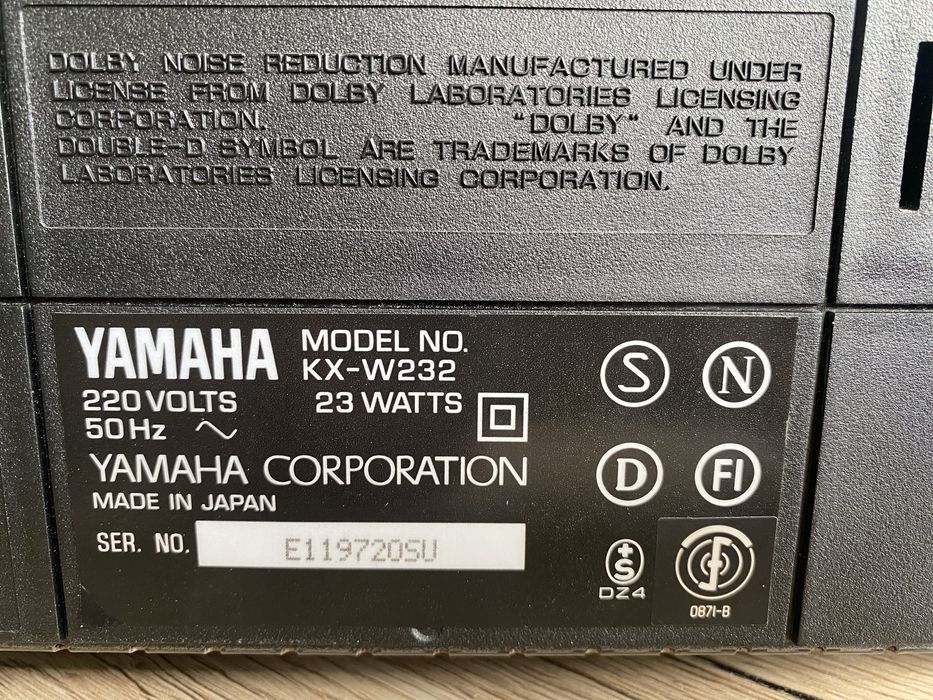 DOLBY NOISE REDUCTION MANUFACTURED UNDER
LICENSE FROM DOLBY LABORATORIES LICENSING
CORPORATION. "DOLBY" AND THE
DOUBLE-D SYMBOL ARE TRADEMARKS OF DOLBY
LABORATORIES LICENSING CORPORATION.
YAMAHA MODEL NO.
KX-W232
220 VOLTS 23 WATTS
50 Hz
YAMAHA CORPORATION
MADE IN JAPAN
SER. NO. E119720SU
S N
D FI
+S
DZ4
0871-B